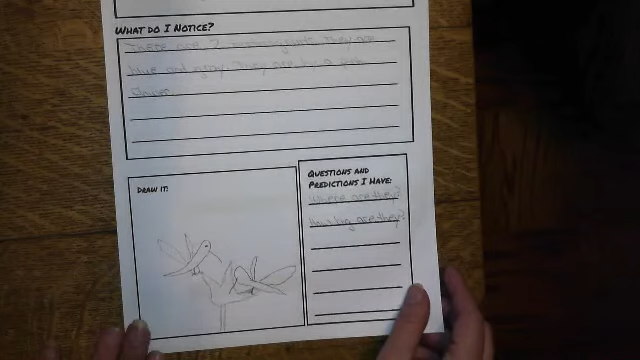 WHAT DO I NOTICE?
There are 2 hummingbirds. They are
blue and gray. They are by a
flower.
DRAW IT:
QUESTIONS AND
PREDICTIONS I HAVE:
Where are they?
How big are they?